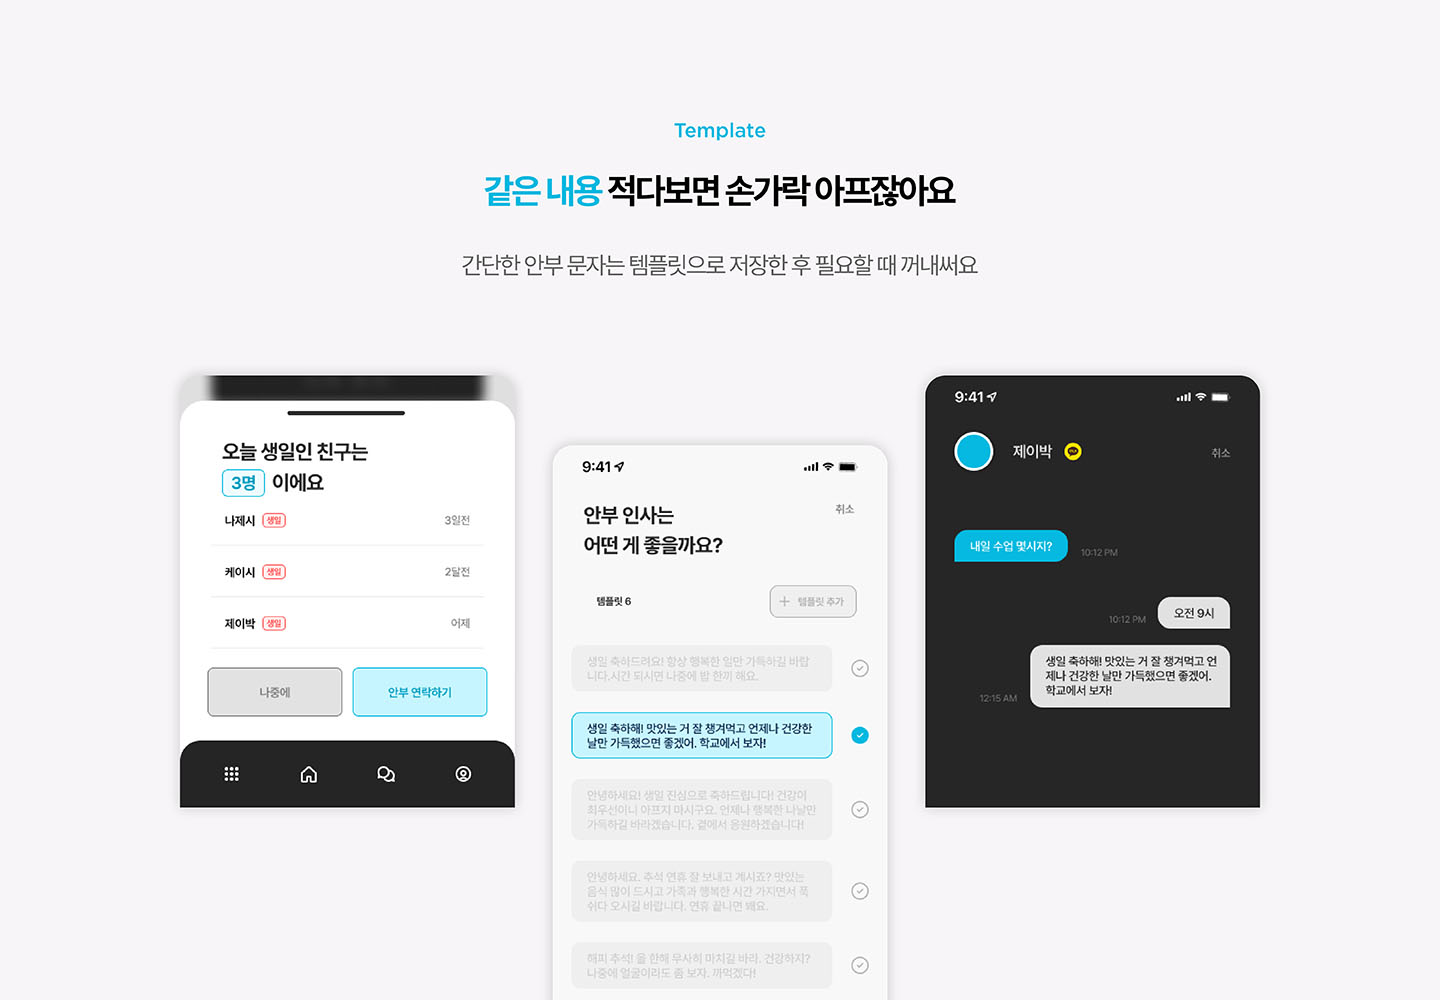 Template
같은 내용 적다보면 손가락 아프잖아요
간단한 안부 문자는 템플릿으로 저장한 후 필요할 때 꺼내써요
오늘 생일인 친구는
3명 이에요
나제시 생일 3일전
케이시 생일 2달전
제이박 생일 어제
나중에 안부 연락하기
9:41
안부 인사는 취소
어떤 게 좋을까요?
템플릿 6 + 템플릿 추가
생일 축하드려요! 항상 행복한 일만 가득하길 바랍
니다.시간 되시면 나중에 밥 한끼 해요.
생일 축하해! 맛있는 거 잘 챙겨먹고 언제나 건강한
날만 가득했으면 좋겠어. 학교에서 보자!
안녕하세요! 생일 진심으로 축하드립니다! 건강이
최우선이니 아프지 마시구요. 언제나 행복한 나날만
가득하길 바라겠습니다. 곁에서 응원하겠습니다!
안녕하세요. 추석 연휴 잘 보내고 계시죠? 맛있는
음식 많이 드시고 가족과 행복한 시간 가지면서 푹
쉬다 오시길 바랍니다. 연휴 끝나면 봬요.
해피 추석! 올 한해 무사히 마치길 바라. 건강하지?
나중에 얼굴이라도 좀 보자. 까먹겠다!
9:41
제이박 취소
내일 수업 몇시지? 10:12 PM
10:12 PM 오전 9시
생일 축하해! 맛있는 거 잘 챙겨먹고 언
제나 건강한 날만 가득했으면 좋겠어.
학교에서 보자!
12:15 AM